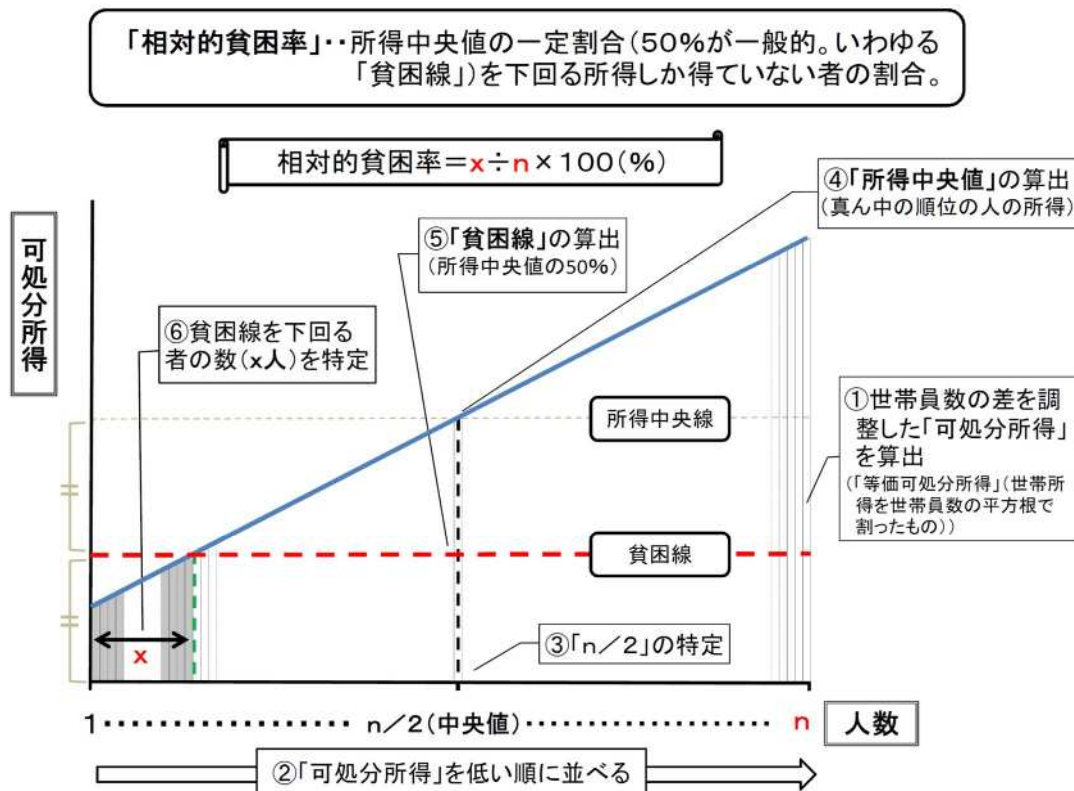 「相対的貧困率」‥所得中央値の一定割合（50％が一般的。いわゆる
「貧困線」）を下回る所得しか得ていない者の割合。
相対的貧困率＝x÷n×100（％）
④「所得中央値」の算出
（真ん中の順位の人の所得）
可処分所得
⑤「貧困線」の算出
（所得中央値の50％）
⑥貧困線を下回る
者の数（x人）を特定
所得中央線
①世帯員数の差を調
整した「可処分所得」
を算出
（「等価可処分所得」（世帯所
得を世帯員数の平方根で
割ったもの））
貧困線
x
③「n／2」の特定
1 ‥‥‥‥‥‥ n／2（中央値） ‥‥‥‥‥‥ n 人数
②「可処分所得」を低い順に並べる